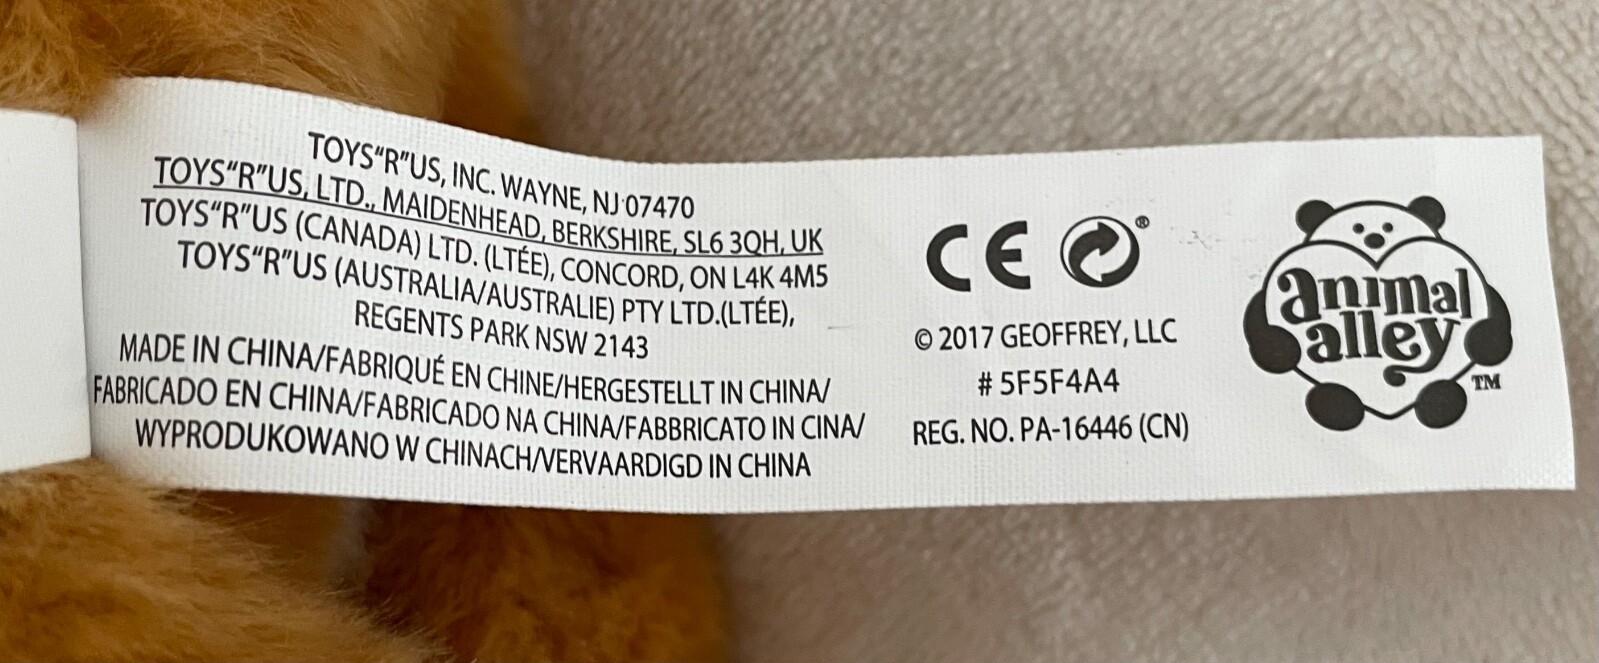 TOYS"R"US, INC. WAYNE, NJ 07470
TOYS"R"US, LTD., MAIDENHEAD, BERKSHIRE, SL6 3QH, UK
TOYS"R"US (CANADA) LTD. (LTÉE), CONCORD, ON L4K 4M5
TOYS"R"US (AUSTRALIA/AUSTRALIE) PTY LTD.(LTÉE),
REGENTS PARK NSW 2143
MADE IN CHINA/FABRIQUÉ EN CHINE/HERGESTELLT IN CHINA/
FABRICADO EN CHINA/FABRICADO NA CHINA/FABBRICATO IN CINA/
WYPRODUKOWANO W CHINACH/VERVAARDIGD IN CHINA
CE ®
© 2017 GEOFFREY, LLC
# 5F5F4A4
REG. NO. PA-16446 (CN)
animal
alley
TM